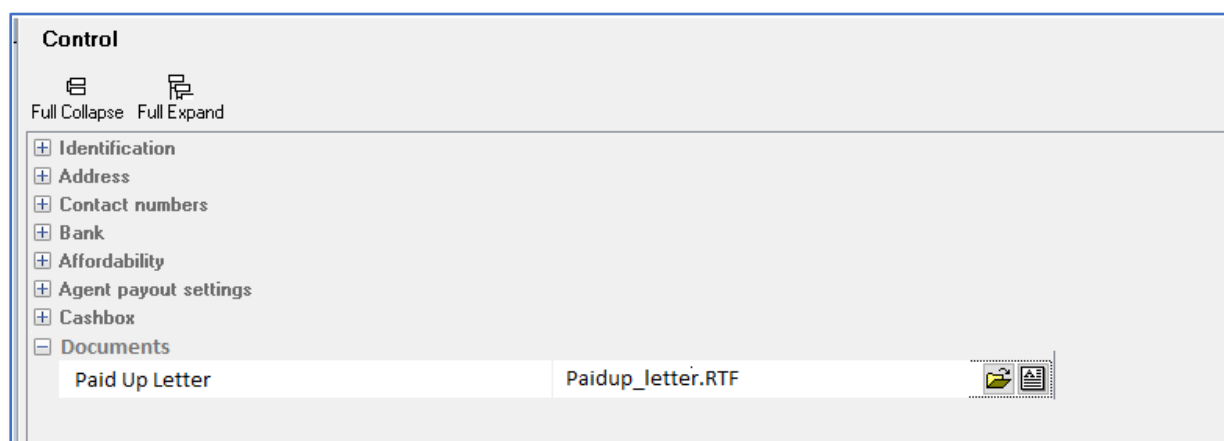 Control
Full Collapse Full Expand
Identification
Address
Contact numbers
Bank
Affordability
Agent payout settings
Cashbox
Documents
Paid Up Letter Paidup_letter.RTF